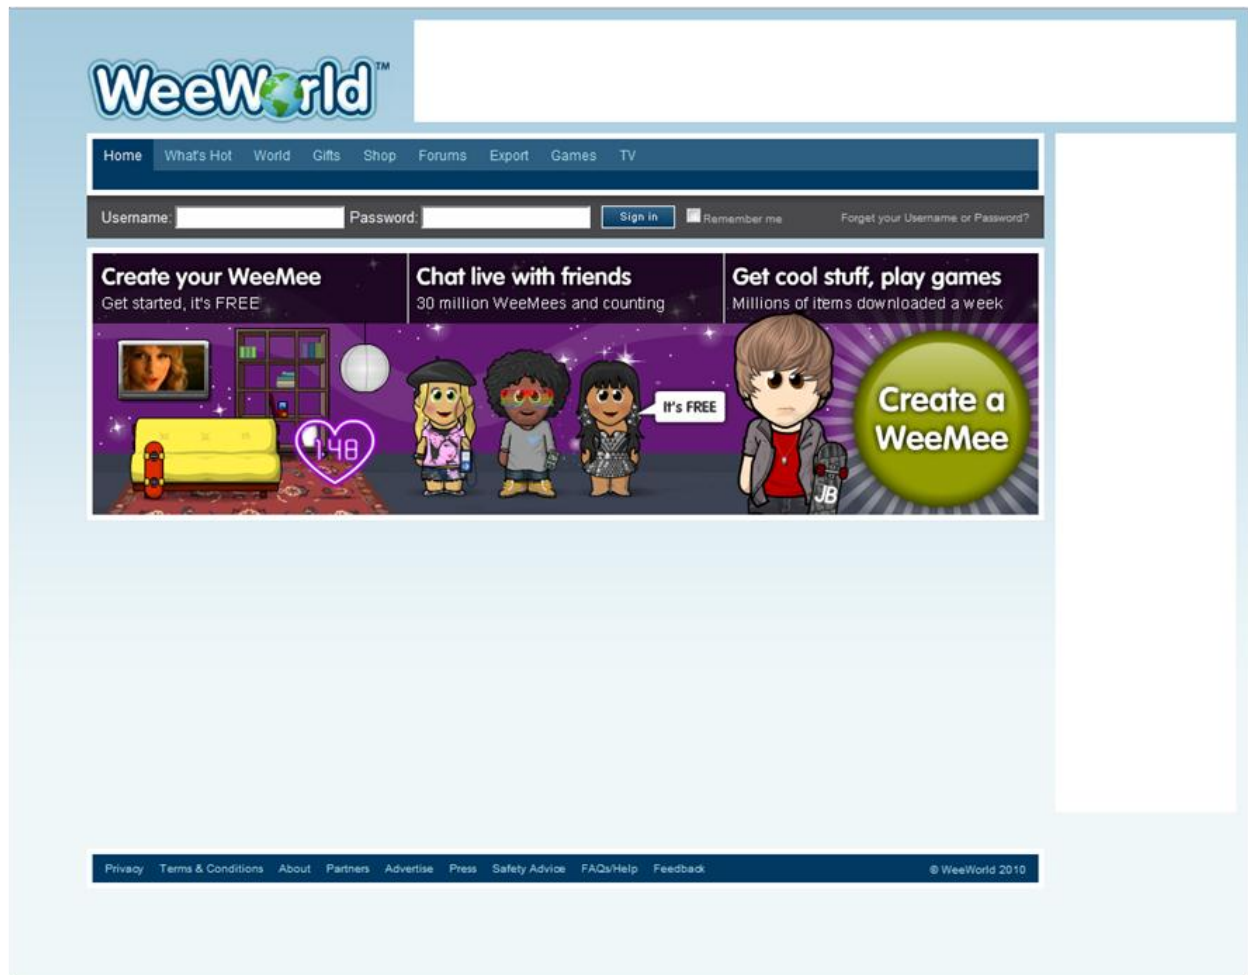 WeeWorld™
Home What's Hot World Gifts Shop Forums Export Games TV
Username: Password: Sign in Remember me Forget your Username or Password?
Create your WeeMee
Get started, it's FREE
Chat live with friends
30 million WeeMees and counting
Get cool stuff, play games
Millions of items downloaded a week
148
It's FREE
JB
Create a
WeeMee
Privacy Terms & Conditions About Partners Advertise Press Safety Advice FAQs/Help Feedback © WeeWorld 2010